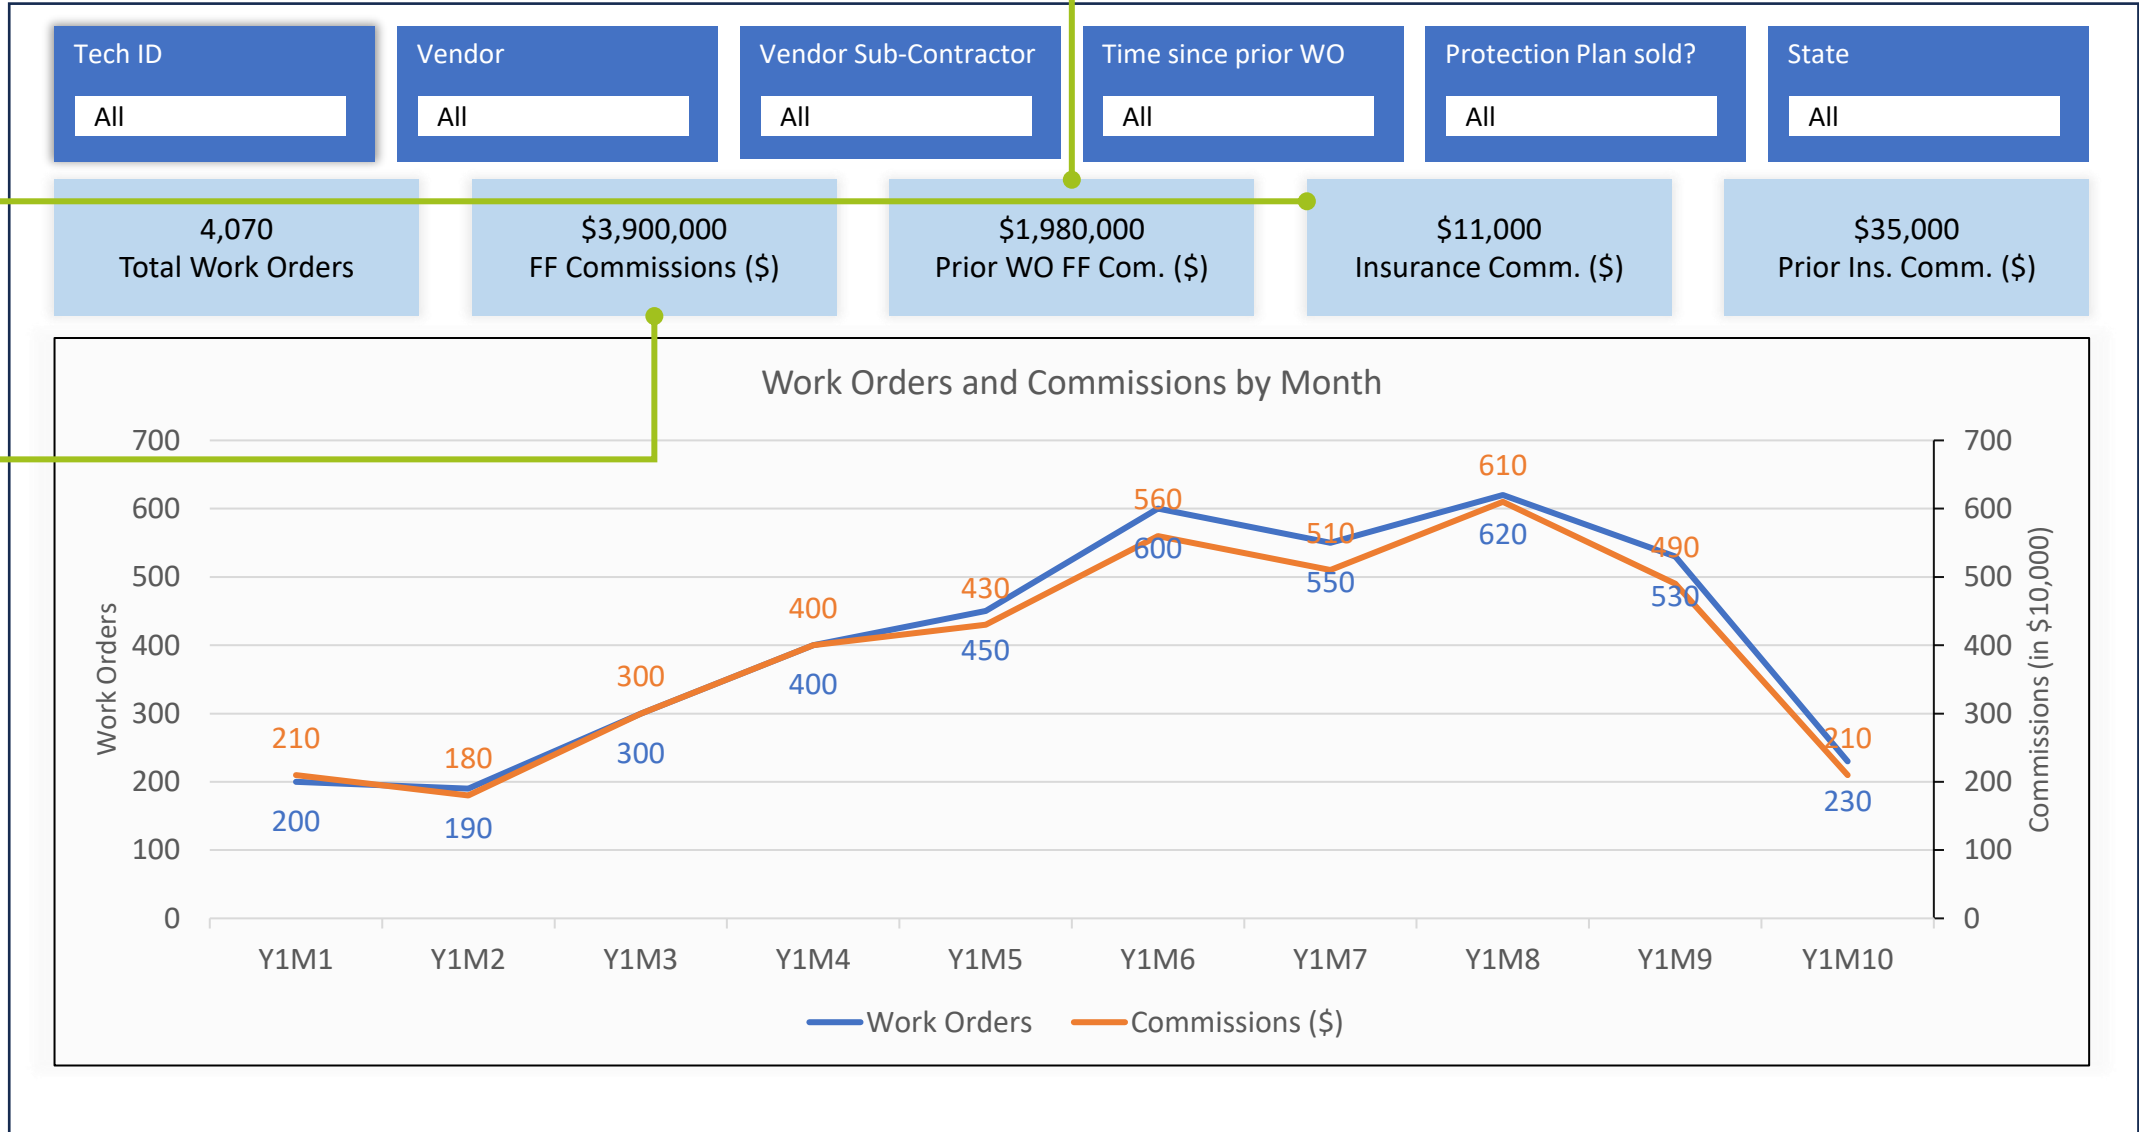 Tech ID
All
Vendor
All
Vendor Sub-Contractor
All
Time since prior WO
All
Protection Plan sold?
All
State
All
4,070
Total Work Orders
$3,900,000
FF Commissions ($)
$1,980,000
Prior WO FF Com. ($)
$11,000
Insurance Comm. ($)
$35,000
Prior Ins. Comm. ($)
Work Orders and Commissions by Month
Work Orders
700
600
500
400
300
200
100
0
210
180
300
400
430
560
510
610
490
210
200
190
300
400
450
600
550
620
530
230
700
600
500
400
300
200
100
0
Commissions (in $10,000)
Y1M1 Y1M2 Y1M3 Y1M4 Y1M5 Y1M6 Y1M7 Y1M8 Y1M9 Y1M10
Work Orders Commissions ($)